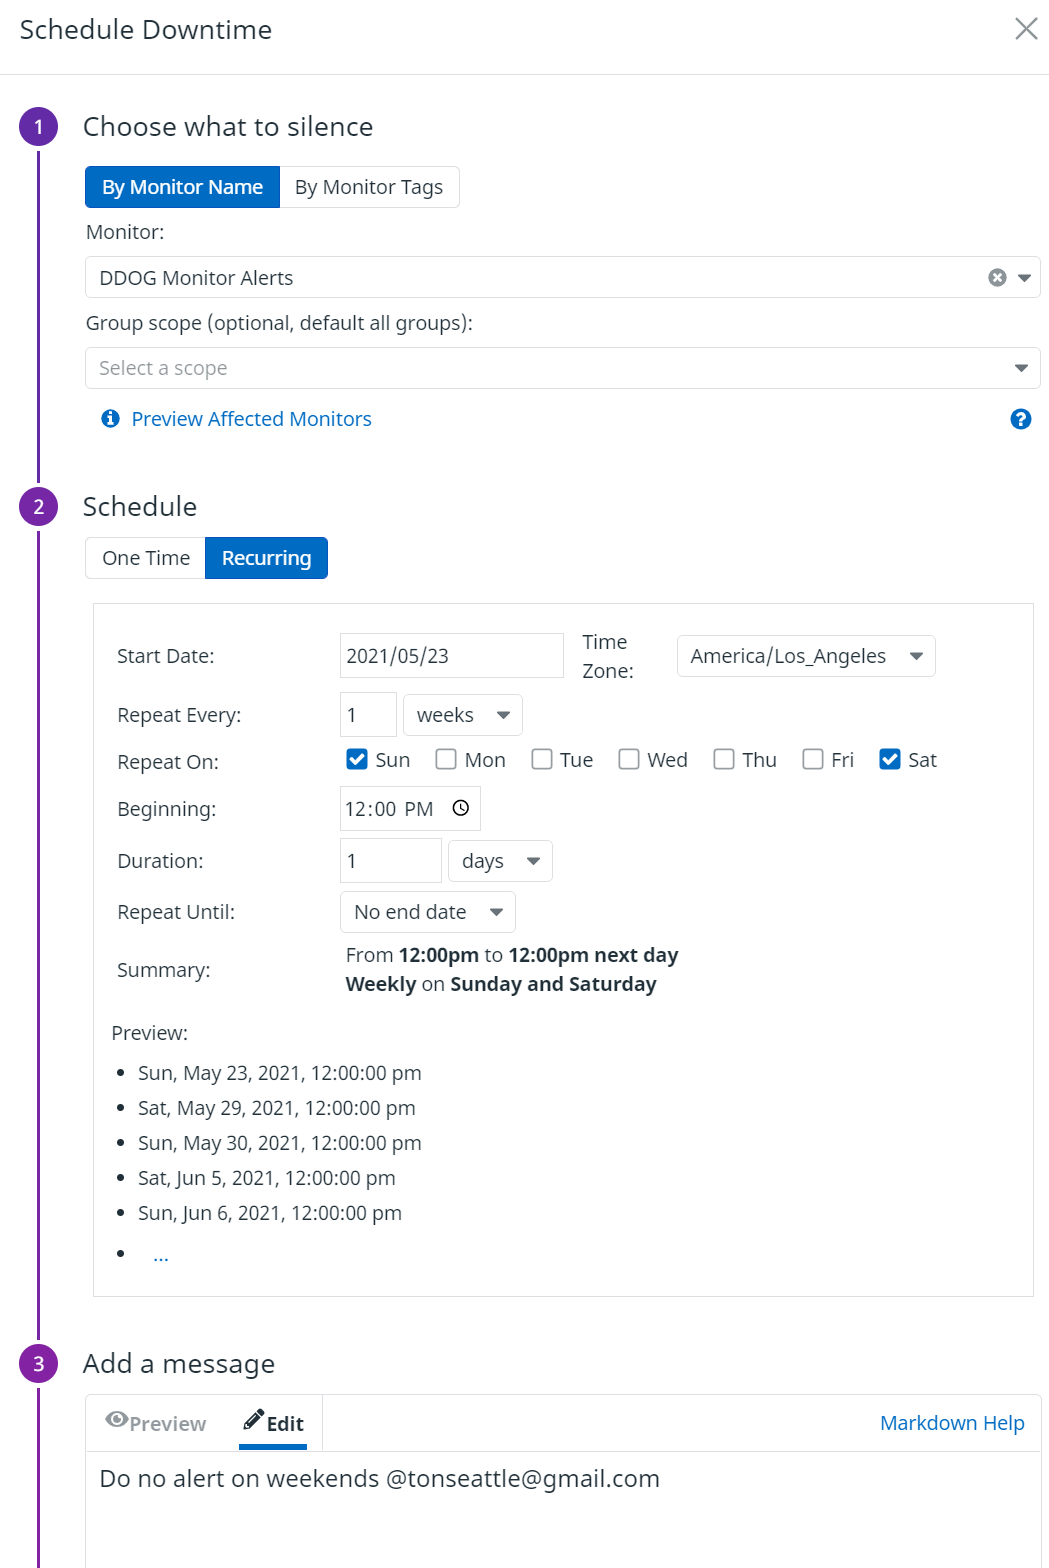 Schedule Downtime
1 Choose what to silence
By Monitor Name By Monitor Tags
Monitor:
DDOG Monitor Alerts
Group scope (optional, default all groups):
Select a scope
Preview Affected Monitors
2 Schedule
One Time Recurring
Start Date: 2021/05/23 Time Zone: America/Los_Angeles
Repeat Every: 1 weeks
Repeat On: Sun Mon Tue Wed Thu Fri Sat
Beginning: 12:00 PM
Duration: 1 days
Repeat Until: No end date
Summary: From 12:00pm to 12:00pm next day
Weekly on Sunday and Saturday
Preview:
• Sun, May 23, 2021, 12:00:00 pm
• Sat, May 29, 2021, 12:00:00 pm
• Sun, May 30, 2021, 12:00:00 pm
• Sat, Jun 5, 2021, 12:00:00 pm
• Sun, Jun 6, 2021, 12:00:00 pm
• ...
3 Add a message
Preview Edit Markdown Help
Do no alert on weekends @tonseattle@gmail.com